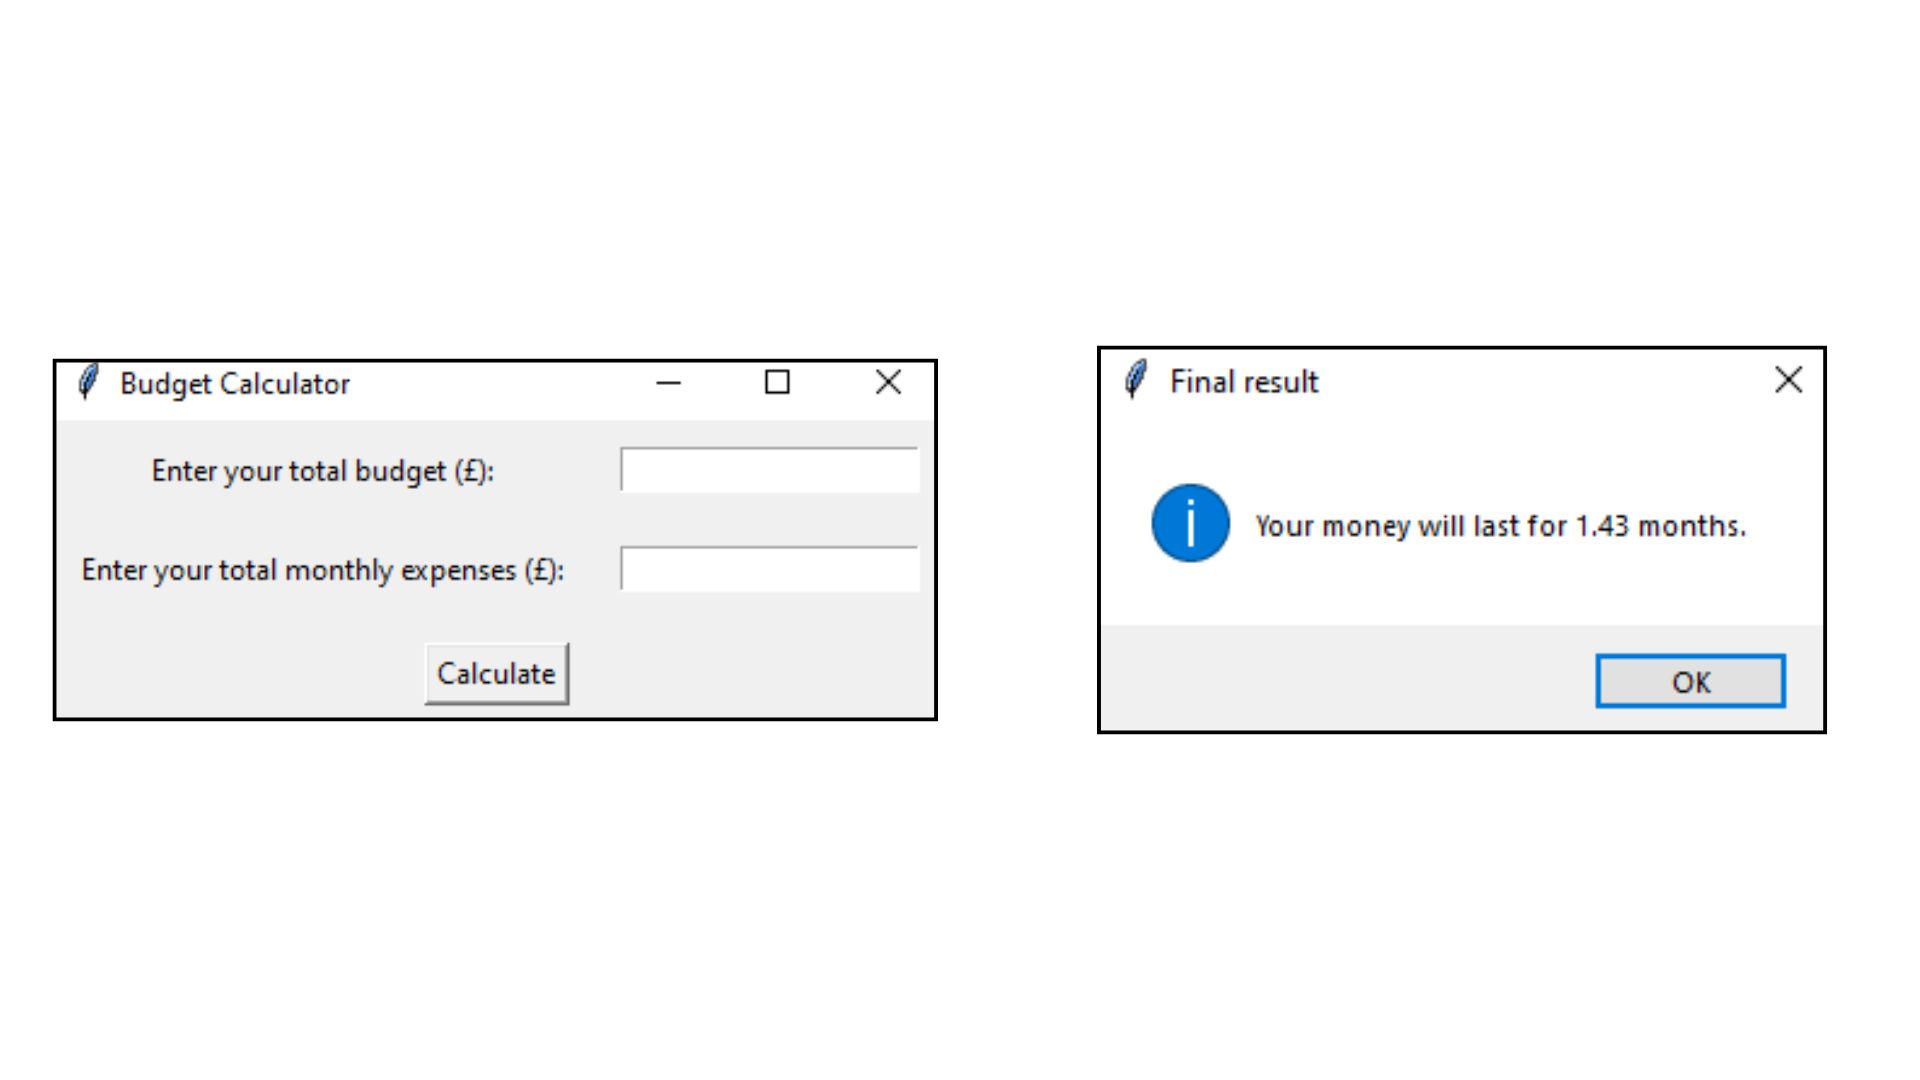 Budget Calculator
Enter your total budget (£):
Enter your total monthly expenses (£):
Calculate
Final result
Your money will last for 1.43 months.
OK